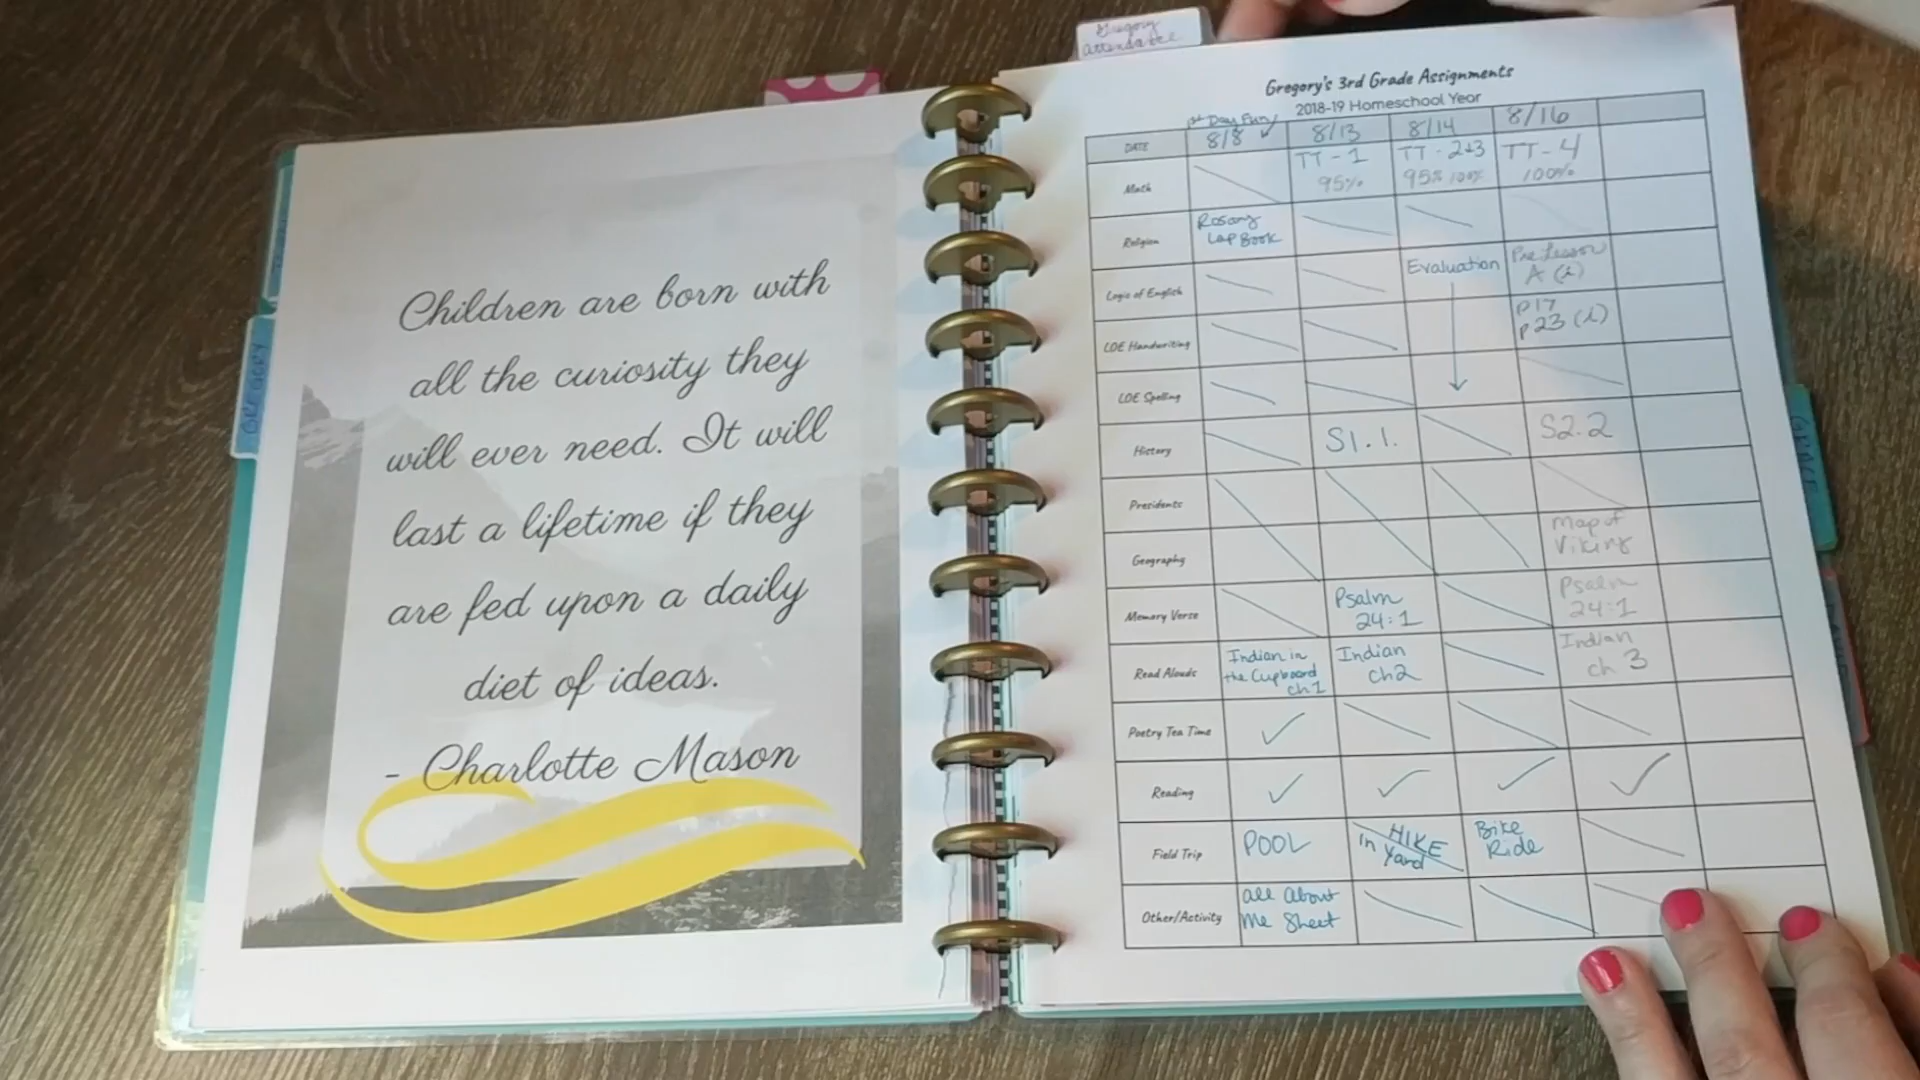 Gregory
attendance
GREGORY
Children are born with
all the curiosity they
will ever need. It will
last a lifetime if they
are fed upon a daily
diet of ideas.
- Charlotte Mason
Gregory's 3rd Grade Assignments
2018-19 Homeschool Year
1st Day Fun!
DATE 8/8 ✓ 8/13 8/14 8/16
Math TT-1 95% TT-2+3 95% 100% TT-4 100%
Religion Rosary Lap Book
Logic of English Evaluation Pre Lesson A (i)
LOE Handwriting p17 p23 (i)
LOE Spelling
History S1.1. S2.2
Presidents
Geography Map of Viking
Memory Verse Psalm 24:1 Psalm 24:1
Read Alouds Indian in the Cupboard ch1 Indian ch2 Indian ch 3
Poetry Tea Time ✓
Reading ✓ ✓ ✓ ✓
Field Trip POOL HIKE in Yard Bike Ride
Other/Activity all About Me Sheet
GRACE